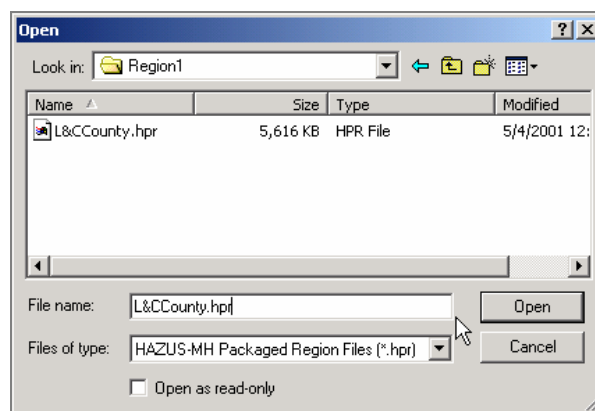 Open
Look in: Region1
Name Size Type Modified
L&CCounty.hpr 5,616 KB HPR File 5/4/2001 12:
File name: L&CCounty.hpr Open
Files of type: HAZUS-MH Packaged Region Files (*.hpr) Cancel
Open as read-only